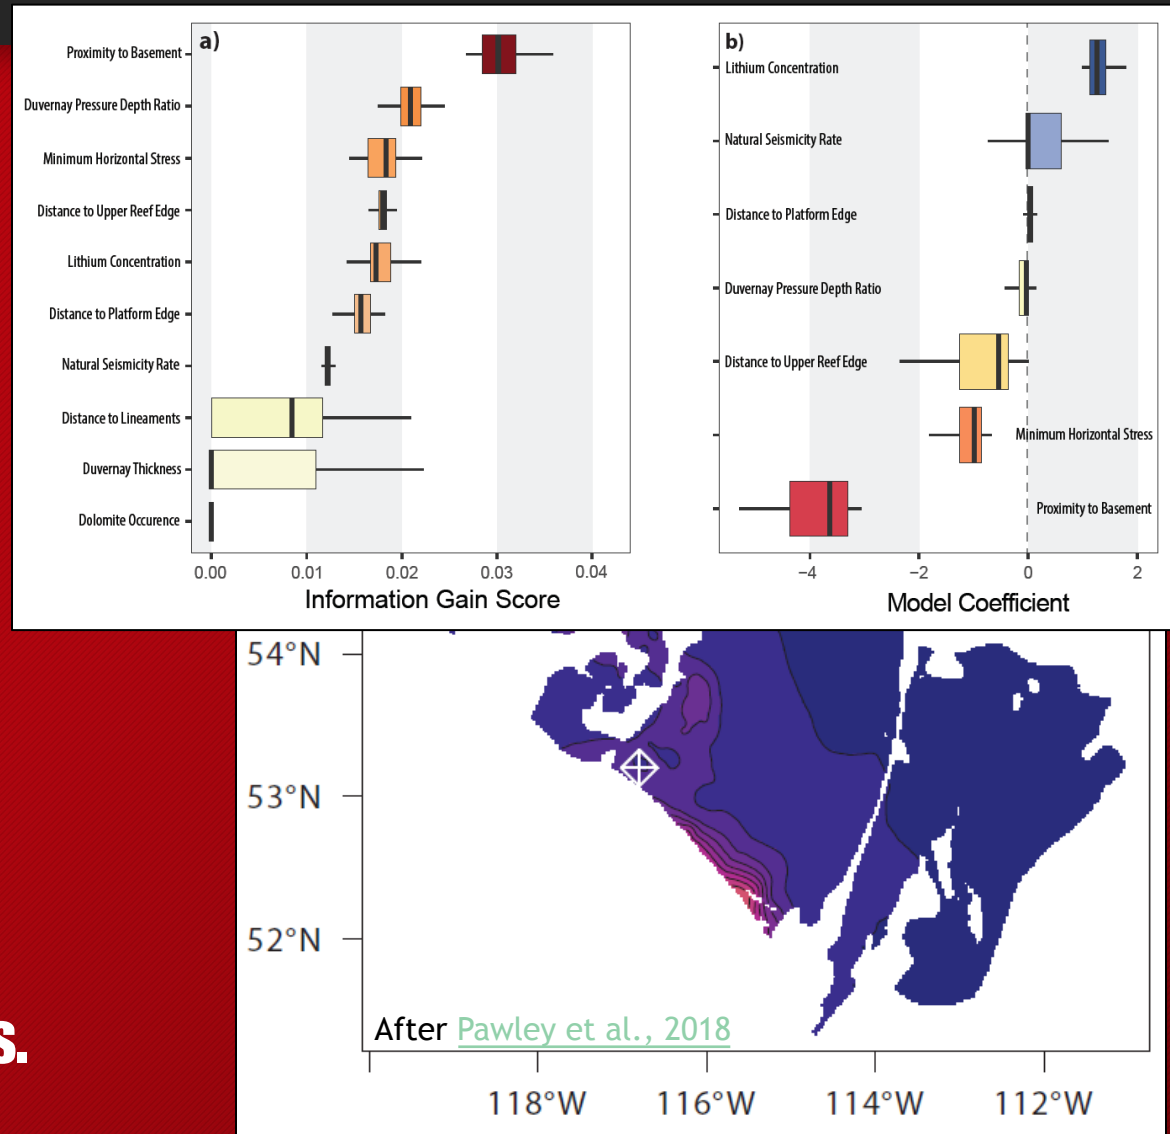 a)
Proximity to Basement
Duvernay Pressure Depth Ratio
Minimum Horizontal Stress
Distance to Upper Reef Edge
Lithium Concentration
Distance to Platform Edge
Natural Seismicity Rate
Distance to Lineaments
Duvernay Thickness
Dolomite Occurence
0.00 0.01 0.02 0.03 0.04
Information Gain Score
b)
Lithium Concentration
Natural Seismicity Rate
Distance to Platform Edge
Duvernay Pressure Depth Ratio
Distance to Upper Reef Edge
Minimum Horizontal Stress
Proximity to Basement
−4 −2 0 2
Model Coefficient
54°N
53°N
52°N
After Pawley et al., 2018
118°W 116°W 114°W 112°W
s.